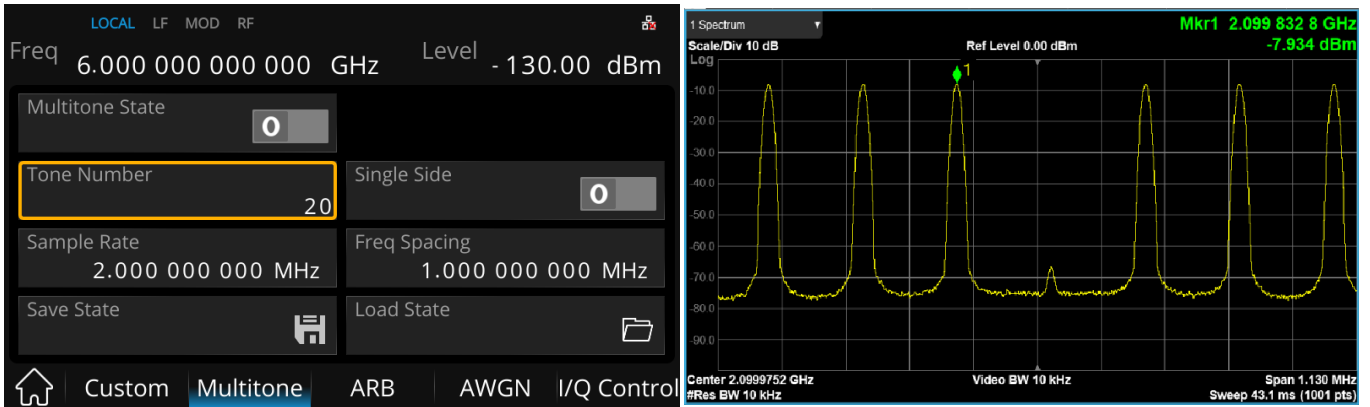 LOCAL LF MOD RF
Freq 6.000 000 000 000 GHz Level -130.00 dBm
Multitone State
0
Tone Number
20
Single Side
0
Sample Rate
2.000 000 000 MHz
Freq Spacing
1.000 000 000 MHz
Save State
Load State
Custom Multitone ARB AWGN I/Q Control
1 Spectrum
Mkr1 2.099 832 8 GHz
Scale/Div 10 dB Ref Level 0.00 dBm -7.934 dBm
Log
1
-10.0
-20.0
-30.0
-40.0
-50.0
-60.0
-70.0
-80.0
-90.0
Center 2.0999752 GHz Video BW 10 kHz Span 1.130 MHz
#Res BW 10 kHz Sweep 43.1 ms (1001 pts)